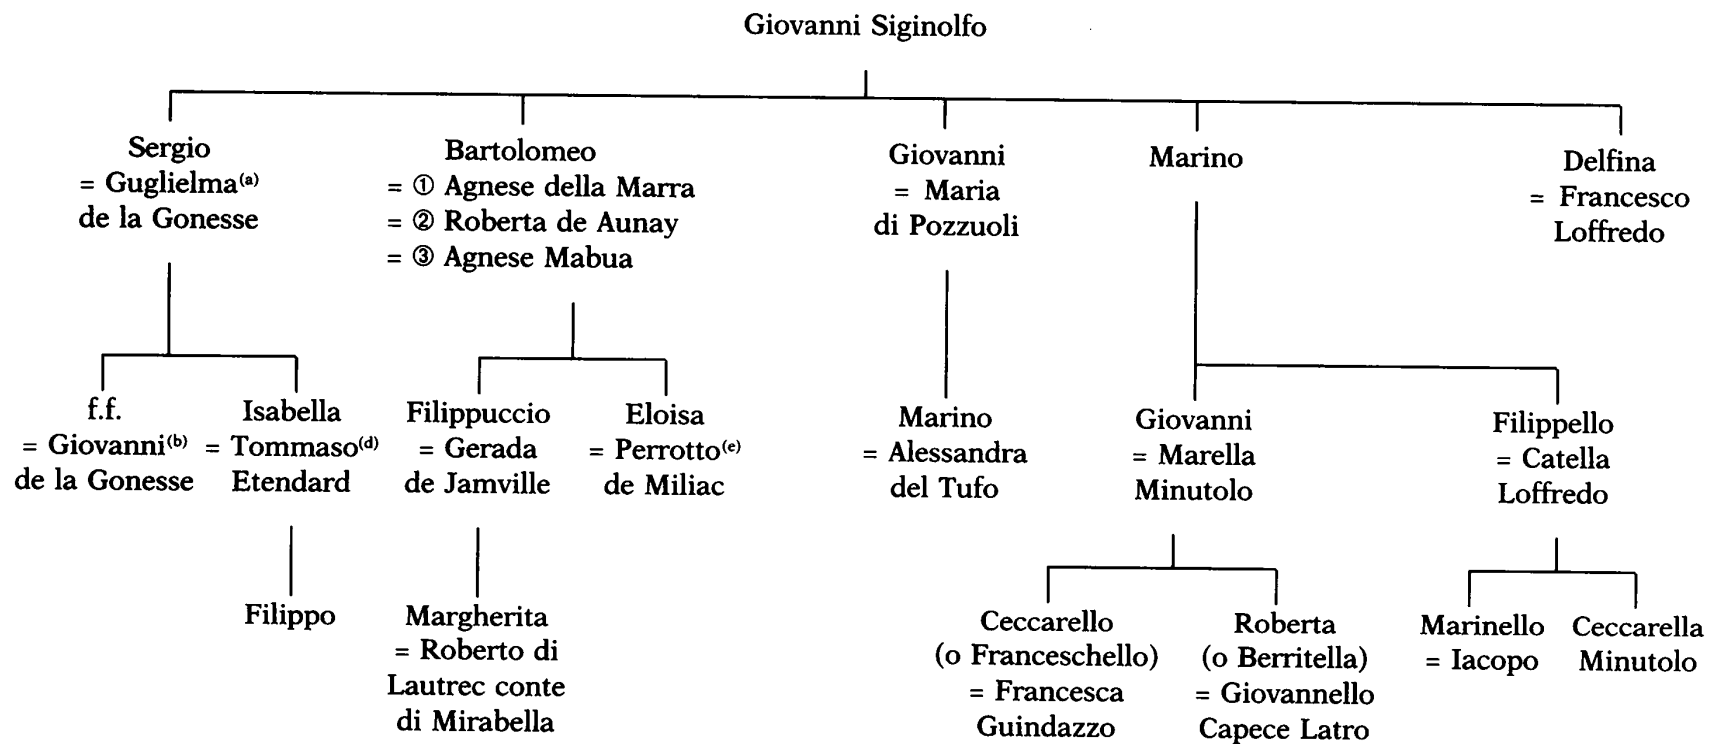 Giovanni Siginolfo
Sergio
= Guglielma(a)
de la Gonesse
Bartolomeo
= ① Agnese della Marra
= ② Roberta de Aunay
= ③ Agnese Mabua
Giovanni
= Maria
di Pozzuoli
Marino
Delfina
= Francesco
Loffredo
f.f.
= Giovanni(b)
de la Gonesse
Isabella
= Tommaso(d)
Etendard
Filippuccio
= Gerada
de Jamville
Eloisa
= Perrotto(e)
de Miliac
Marino
= Alessandra
del Tufo
Giovanni
= Marella
Minutolo
Filippello
= Catella
Loffredo
Filippo
Margherita
= Roberto di
Lautrec conte
di Mirabella
Ceccarello
(o Franceschello)
= Francesca
Guindazzo
Roberta
(o Berritella)
= Giovannello
Capece Latro
Marinello
= Iacopo
Ceccarella
Minutolo